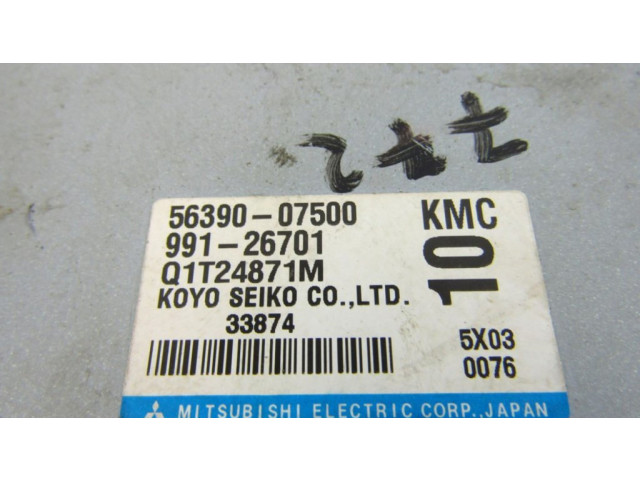 56390-07500
991-26701
Q1T24871M
KOYO SEIKO CO.,LTD.
33874
KMC
10
5X03
0076
MITSUBISHI ELECTRIC CORP.,JAPAN